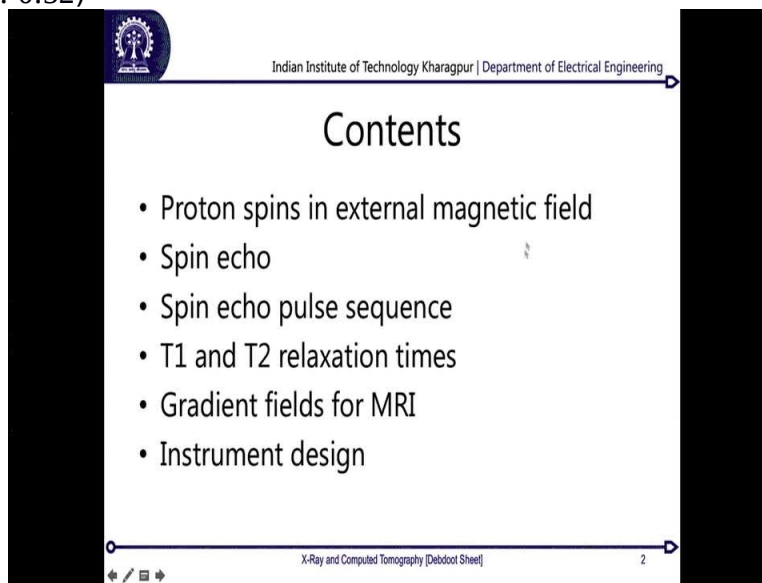 Indian Institute of Technology Kharagpur | Department of Electrical Engineering
Contents
• Proton spins in external magnetic field
• Spin echo
• Spin echo pulse sequence
• T1 and T2 relaxation times
• Gradient fields for MRI
• Instrument design
X-Ray and Computed Tomography [Debdoot Sheet]
2